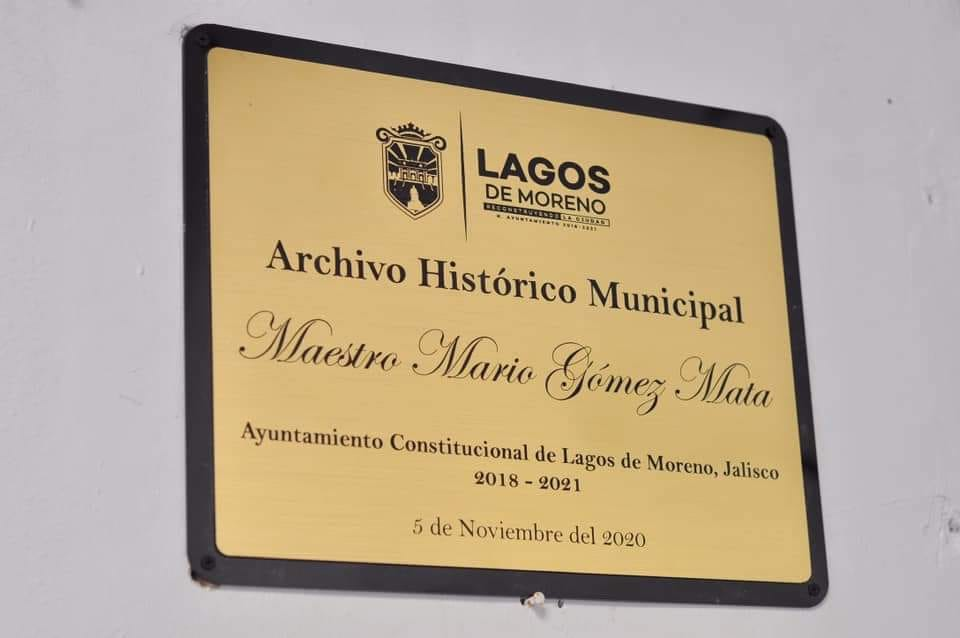 LAGOS
DE MORENO
RECONSTRUYENDO LA CIUDAD
H. AYUNTAMIENTO 2018-2021
Archivo Histórico Municipal
Maestro Mario Gómez Mata
Ayuntamiento Constitucional de Lagos de Moreno, Jalisco
2018 - 2021
5 de Noviembre del 2020